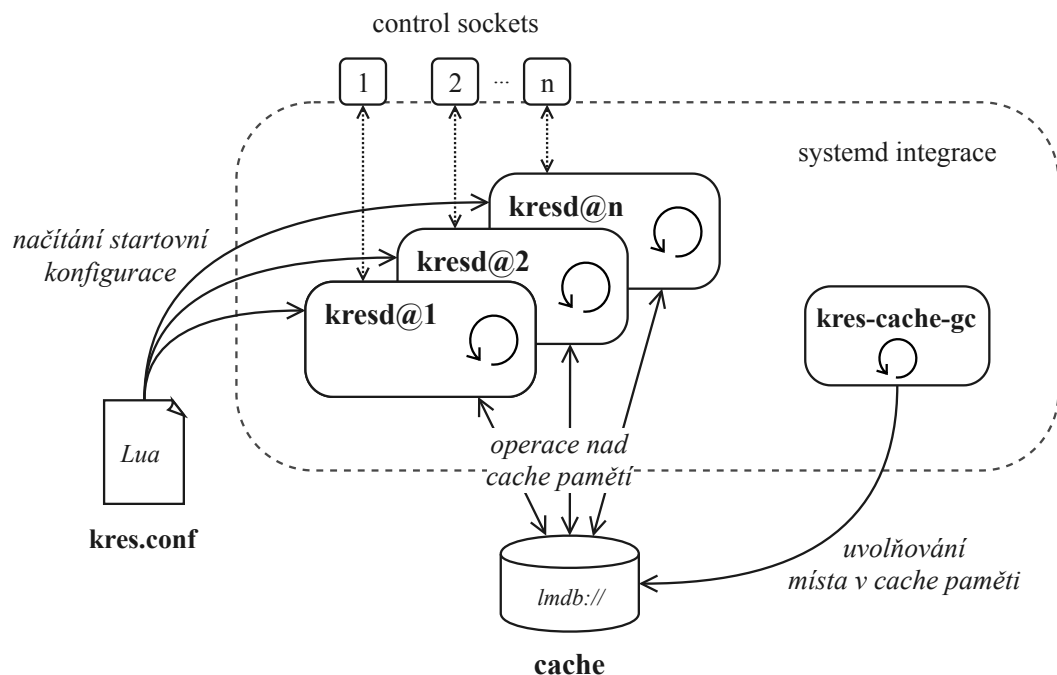 control sockets
1
2
...
n
systemd integrace
kresd@n
načítání startovní
konfigurace
kresd@2
kresd@1
kres-cache-gc
Lua
operace nad
cache pamětí
kres.conf
uvolňování
místa v cache paměti
lmdb://
cache